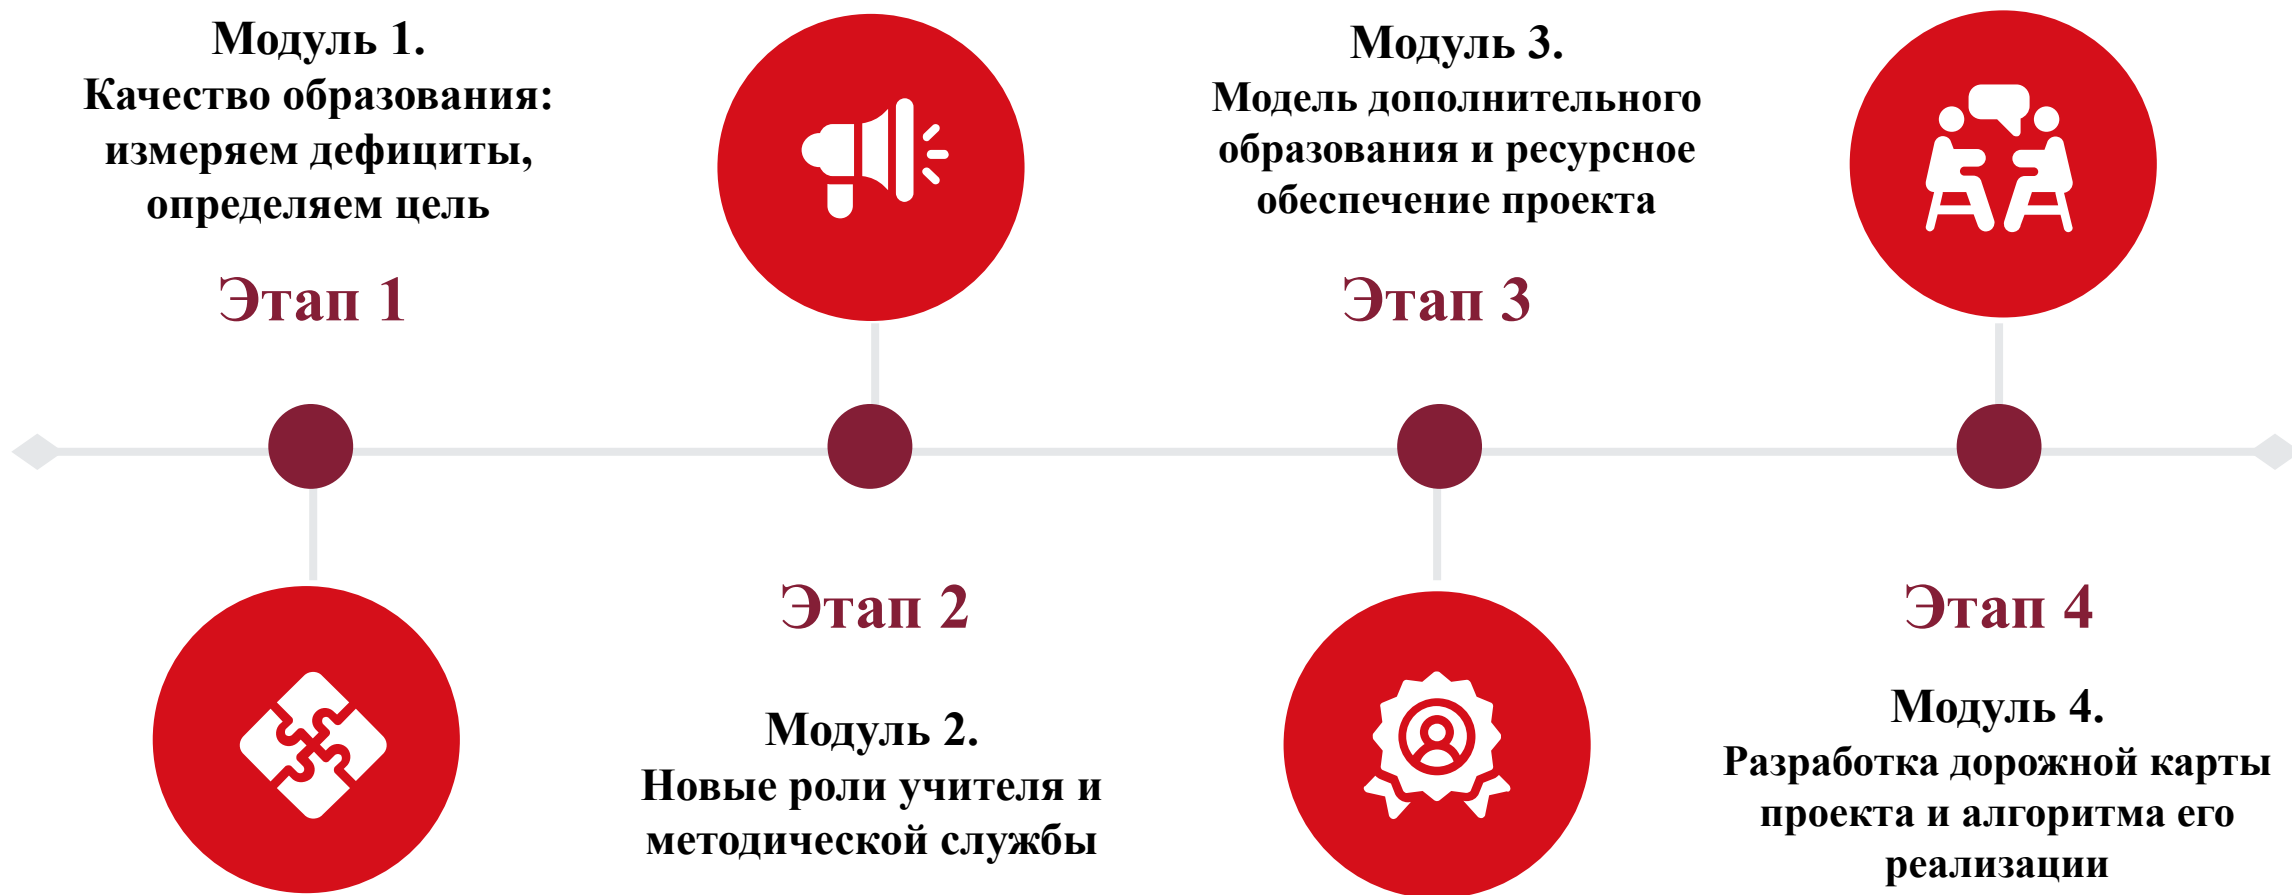 Модуль 1.
Качество образования:
измеряем дефициты,
определяем цель
Этап 1
Этап 2
Модуль 2.
Новые роли учителя и
методической службы
Модуль 3.
Модель дополнительного
образования и ресурсное
обеспечение проекта
Этап 3
Этап 4
Модуль 4.
Разработка дорожной карты
проекта и алгоритма его
реализации